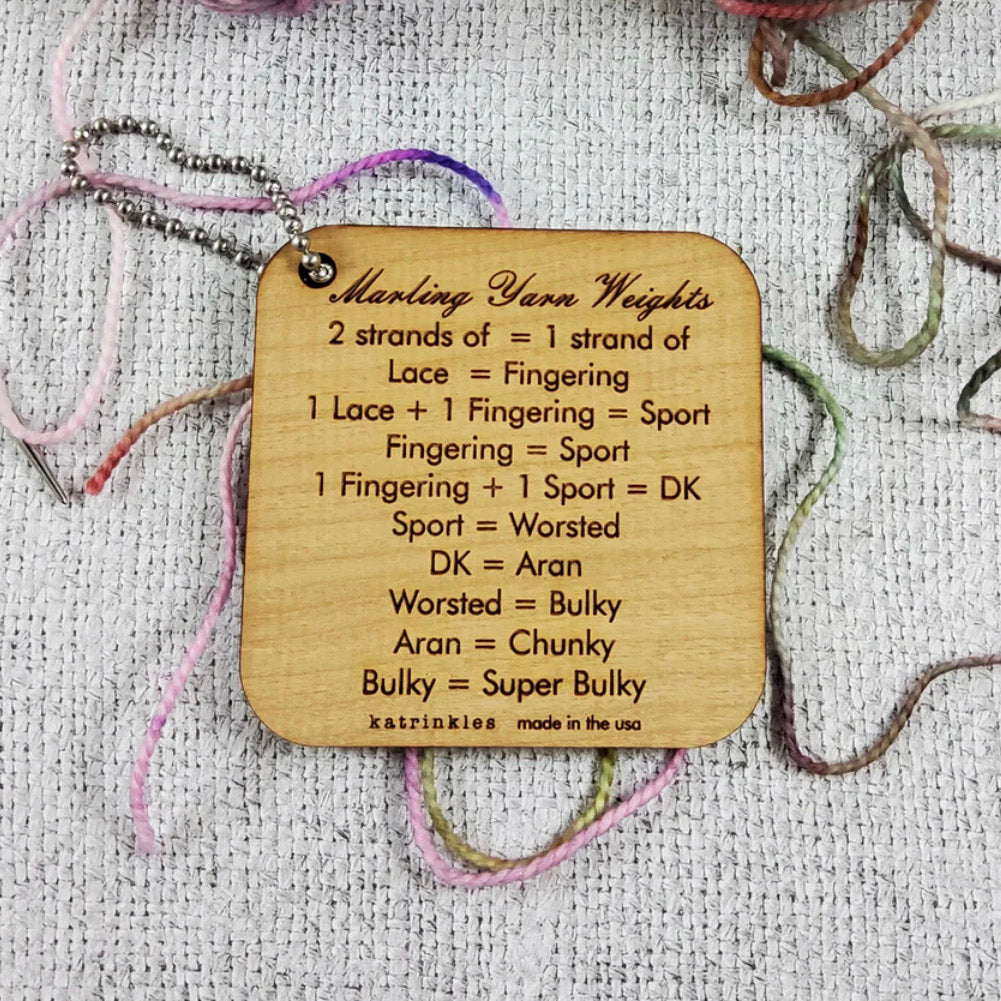 Marling Yarn Weights
2 strands of = 1 strand of
Lace = Fingering
1 Lace + 1 Fingering = Sport
Fingering = Sport
1 Fingering + 1 Sport = DK
Sport = Worsted
DK = Aran
Worsted = Bulky
Aran = Chunky
Bulky = Super Bulky
katrinkles made in the usa